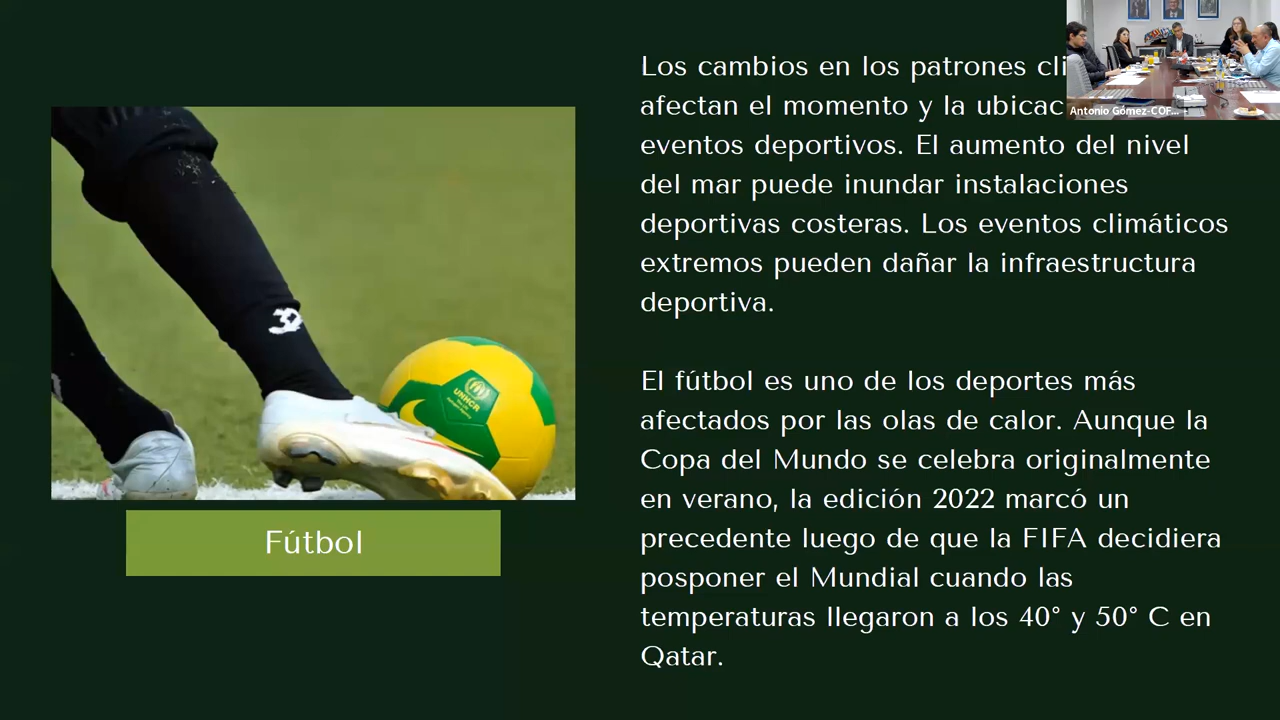 Los cambios en los patrones
afectan el momento y la
eventos deportivos. El aumento del nivel
del mar puede inundar instalaciones
deportivas costeras. Los eventos climáticos
extremos pueden dañar la infraestructura
deportiva.
El fútbol es uno de los deportes más
afectados por las olas de calor. Aunque la
Copa del Mundo se celebra originalmente
en verano, la edición 2022 marcó un
precedente luego de que la FIFA decidiera
posponer el Mundial cuando las
temperaturas llegaron a los 40° y 50° C en
Qatar.
Fútbol
UNHCR
Antonio Gómez-COF...